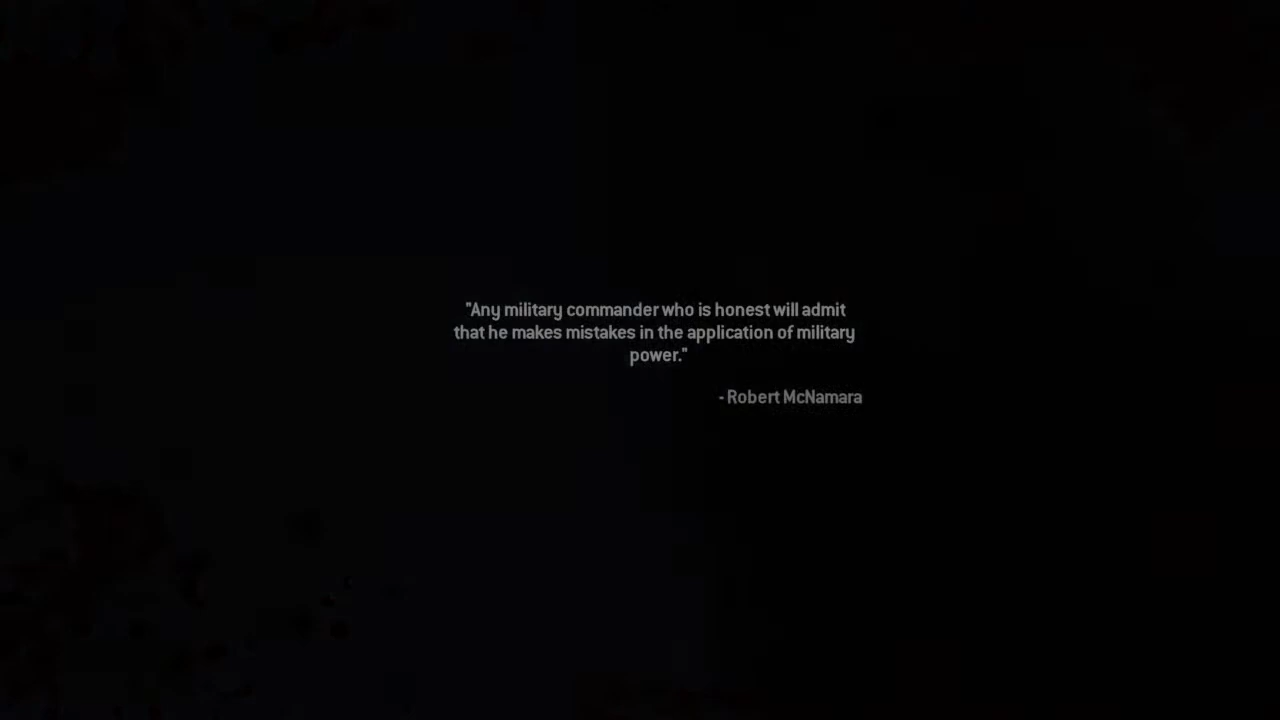 "Any military commander who is honest will admit
that he makes mistakes in the application of military
power."
- Robert McNamara